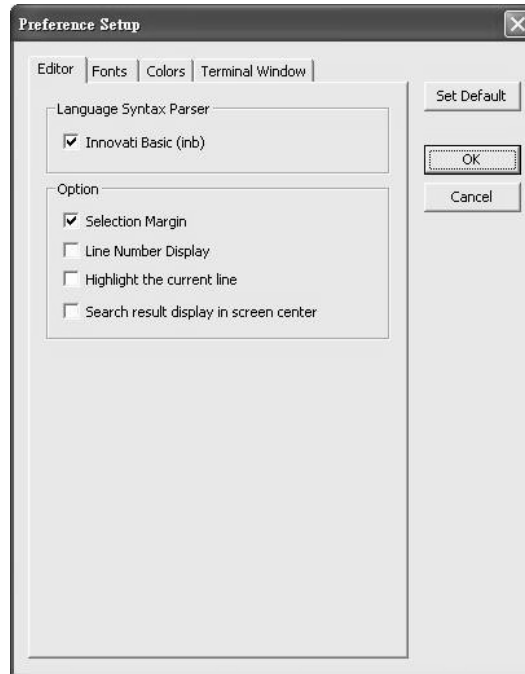 Preference Setup
Editor Fonts Colors Terminal Window
Set Default
Language Syntax Parser
Innovati Basic (inb)
OK
Cancel
Option
Selection Margin
Line Number Display
Highlight the current line
Search result display in screen center